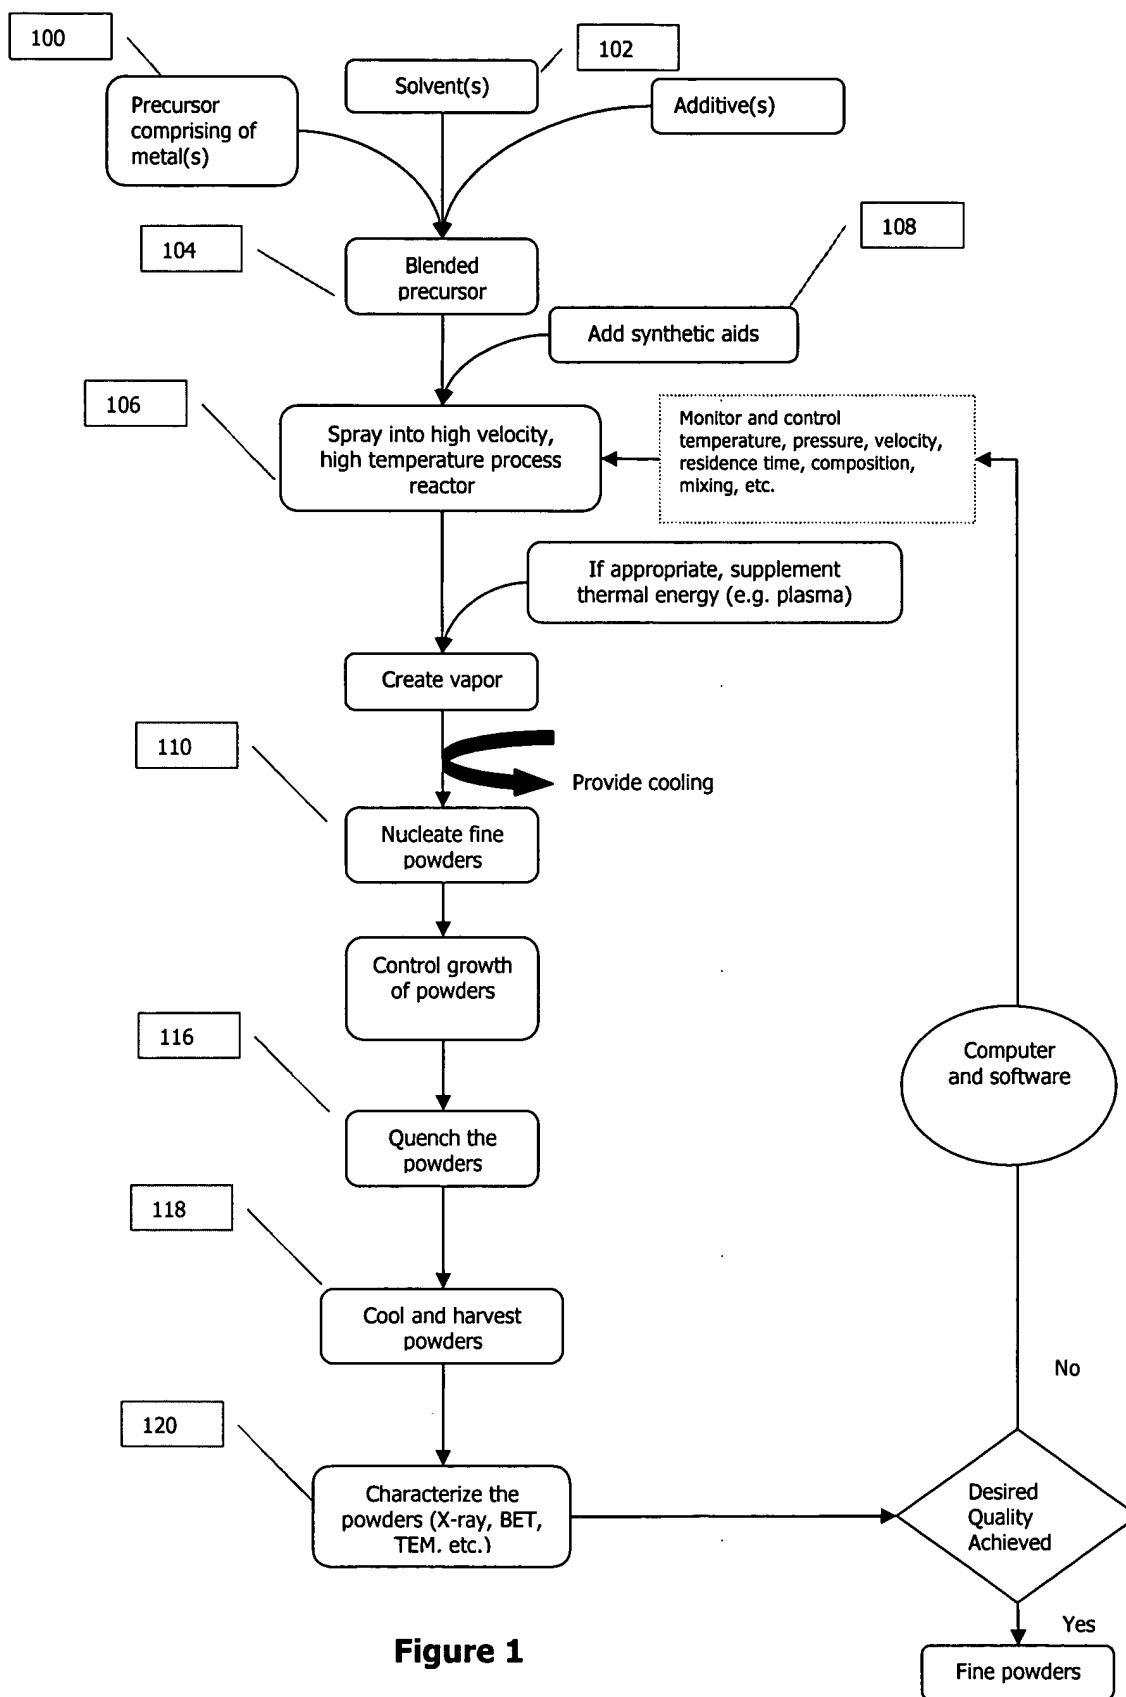 100
102
Solvent(s)
Precursor
comprising of
metal(s)
Additive(s)
104
108
Blended
precursor
Add synthetic aids
106
Spray into high velocity,
high temperature process
reactor
Monitor and control
temperature, pressure, velocity,
residence time, composition,
mixing, etc.
If appropriate, supplement
thermal energy (e.g. plasma)
Create vapor
110
Provide cooling
Nucleate fine
powders
Control growth
of powders
116
Computer
and software
Quench the
powders
118
Cool and harvest
powders
No
120
Characterize the
powders (X-ray, BET,
TEM. etc.)
Desired
Quality
Achieved
Yes
Figure 1
Fine powders